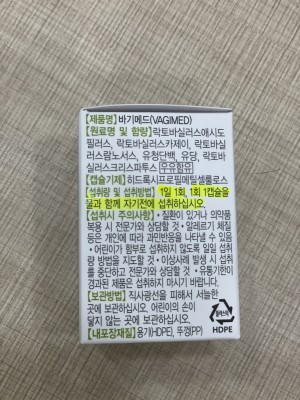 【제품명】바기메드(VAGIMED)
【원료명 및 함량】락토바실러스애시도
필러스, 락토바실러스카제이, 락토바실
러스람노서스, 유청단백, 유당, 락토바
실러스크리스파투스 우유함유
【캡슐기제】히드록시프로필메틸셀룰로스
【섭취량 및 섭취방법】1일 1회, 1회 1캡슐을
물과 함께 자기전에 섭취하십시오.
【섭취시 주의사항】• 질환이 있거나 의약품
복용 시 전문가와 상담할 것 • 알레르기 체질
등은 개인에 따라 과민반응을 나타낼 수 있음
• 어린이가 함부로 섭취하지 않도록 일일 섭취
량 방법을 지도할 것 • 이상사례 발생 시 섭취
를 중단하고 전문가와 상담할 것 • 유통기한이
경과된 제품은 섭취하지 마시기 바랍니다.
【보관방법】직사광선을 피해서 서늘한
곳에 보관하십시오. 어린이의 손이
닿지 않는 곳에 보관하십시오.
【내포장재질】용기(HDPE), 뚜껑(PP)
플라스틱
HDPE